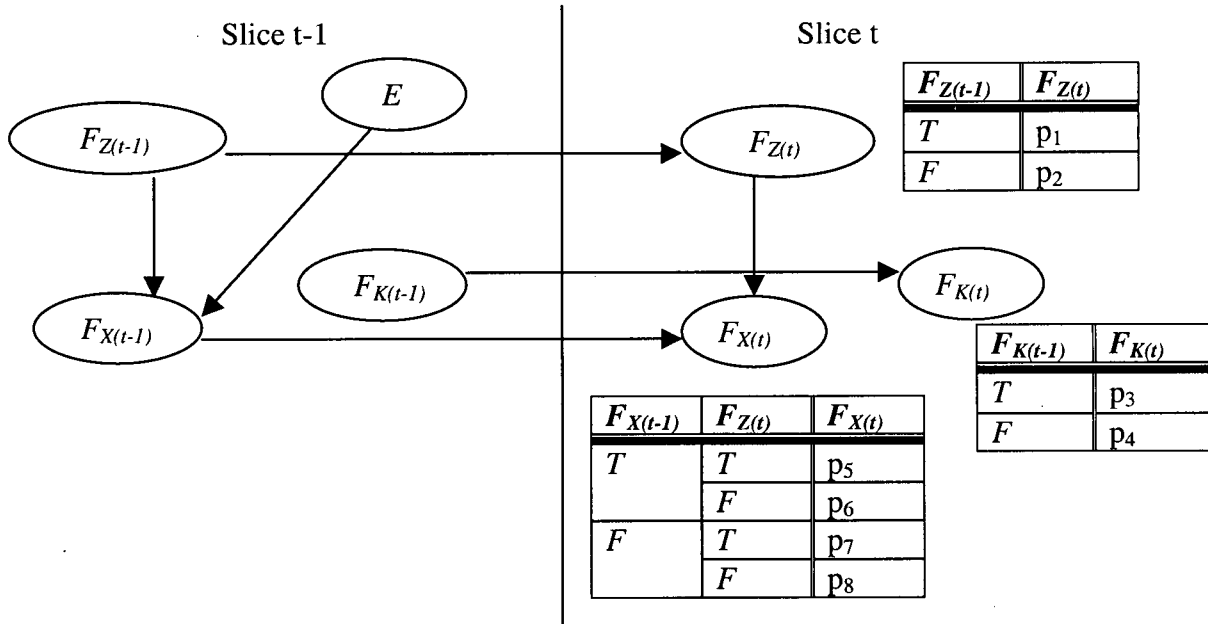 Slice t-1
Slice t
E
F_Z(t-1)
F_Z(t)
F_Z(t-1) F_Z(t)
T p₁
F p₂
F_K(t-1)
F_K(t)
F_X(t-1)
F_X(t)
F_K(t-1) F_K(t)
T p₃
F p₄
F_X(t-1) F_Z(t) F_X(t)
T T p₅
F p₆
F T p₇
F p₈